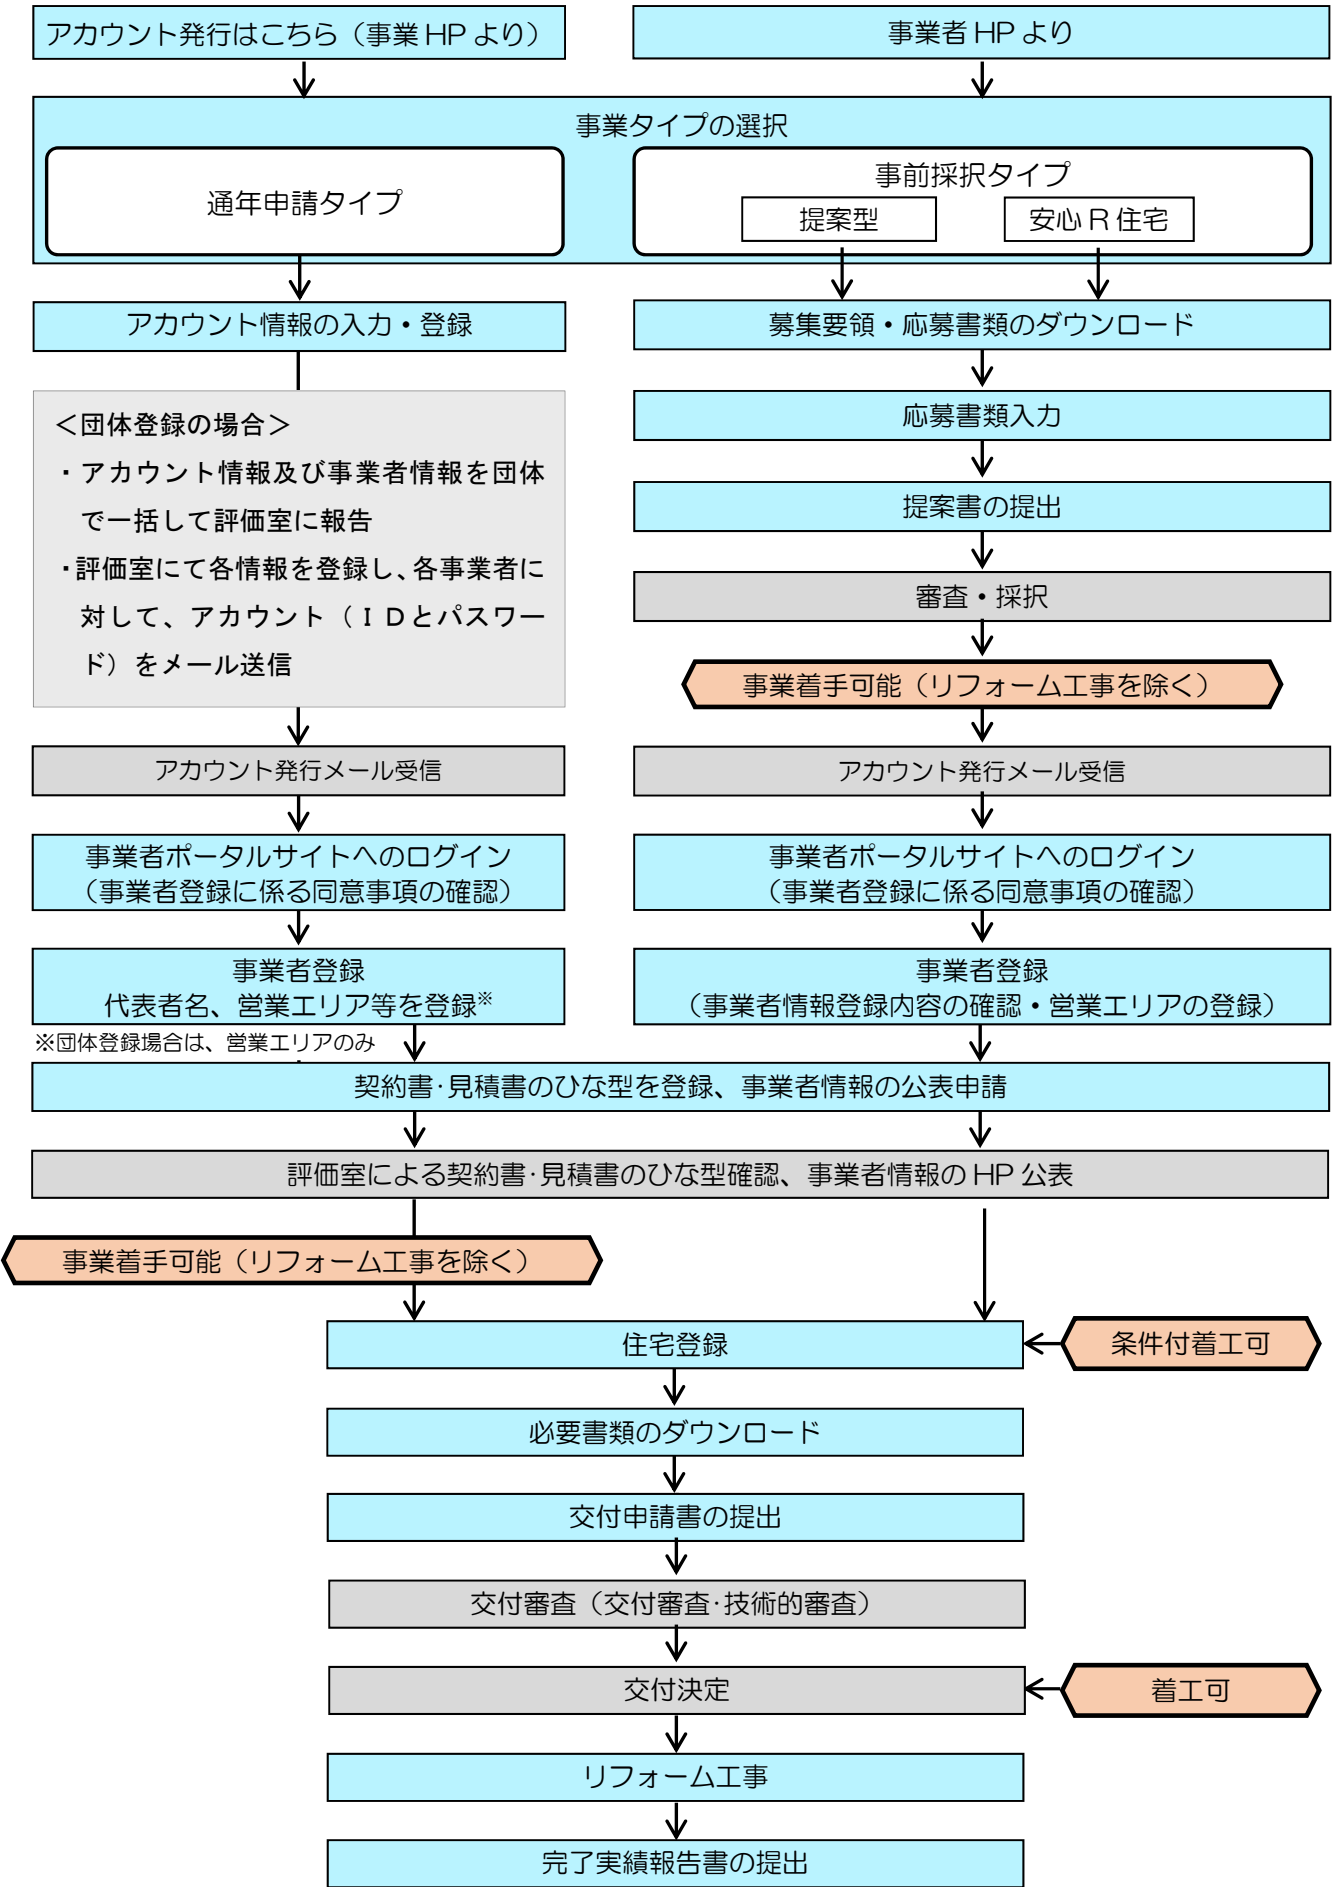 アカウント発行はこちら（事業HPより）
事業者HPより
事業タイプの選択
通年申請タイプ
事前採択タイプ
提案型
安心R住宅
アカウント情報の入力・登録
募集要領・応募書類のダウンロード
＜団体登録の場合＞
・アカウント情報及び事業者情報を団体
で一括して評価室に報告
・評価室にて各情報を登録し、各事業者に
対して、アカウント（ＩＤとパスワー
ド）をメール送信
応募書類入力
提案書の提出
審査・採択
事業着手可能（リフォーム工事を除く）
アカウント発行メール受信
アカウント発行メール受信
事業者ポータルサイトへのログイン
（事業者登録に係る同意事項の確認）
事業者ポータルサイトへのログイン
（事業者登録に係る同意事項の確認）
事業者登録
代表者名、営業エリア等を登録※
※団体登録場合は、営業エリアのみ
事業者登録
（事業者情報登録内容の確認・営業エリアの登録）
契約書･見積書のひな型を登録、事業者情報の公表申請
評価室による契約書･見積書のひな型確認、事業者情報のHP公表
事業着手可能（リフォーム工事を除く）
住宅登録
条件付着工可
必要書類のダウンロード
交付申請書の提出
交付審査（交付審査･技術的審査）
交付決定
着工可
リフォーム工事
完了実績報告書の提出